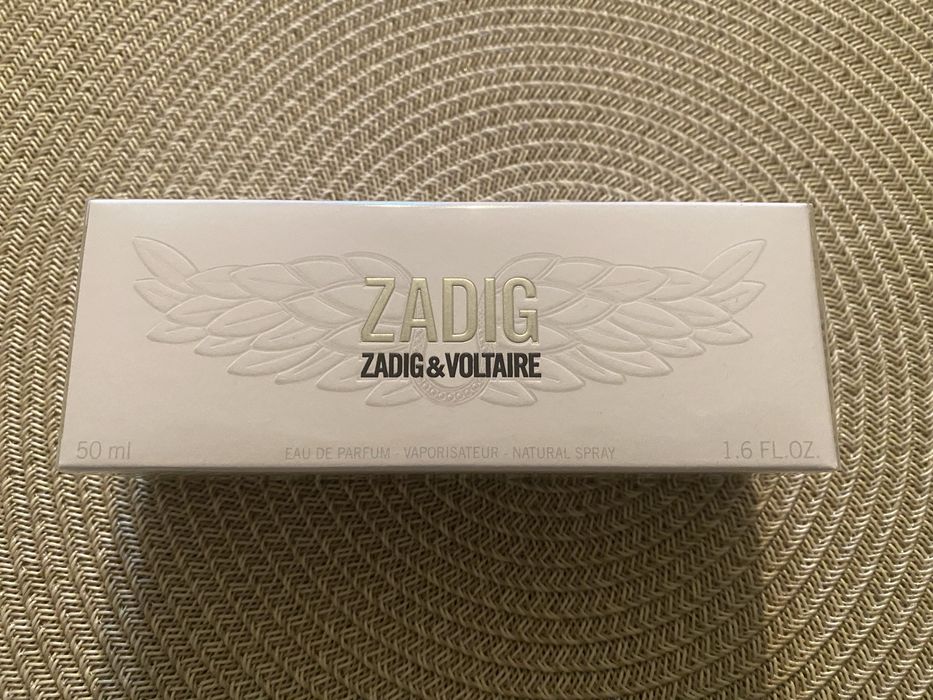 ZADIG
ZADIG & VOLTAIRE
50 ml
EAU DE PARFUM - VAPORISATEUR - NATURAL SPRAY
1.6 FL.OZ.